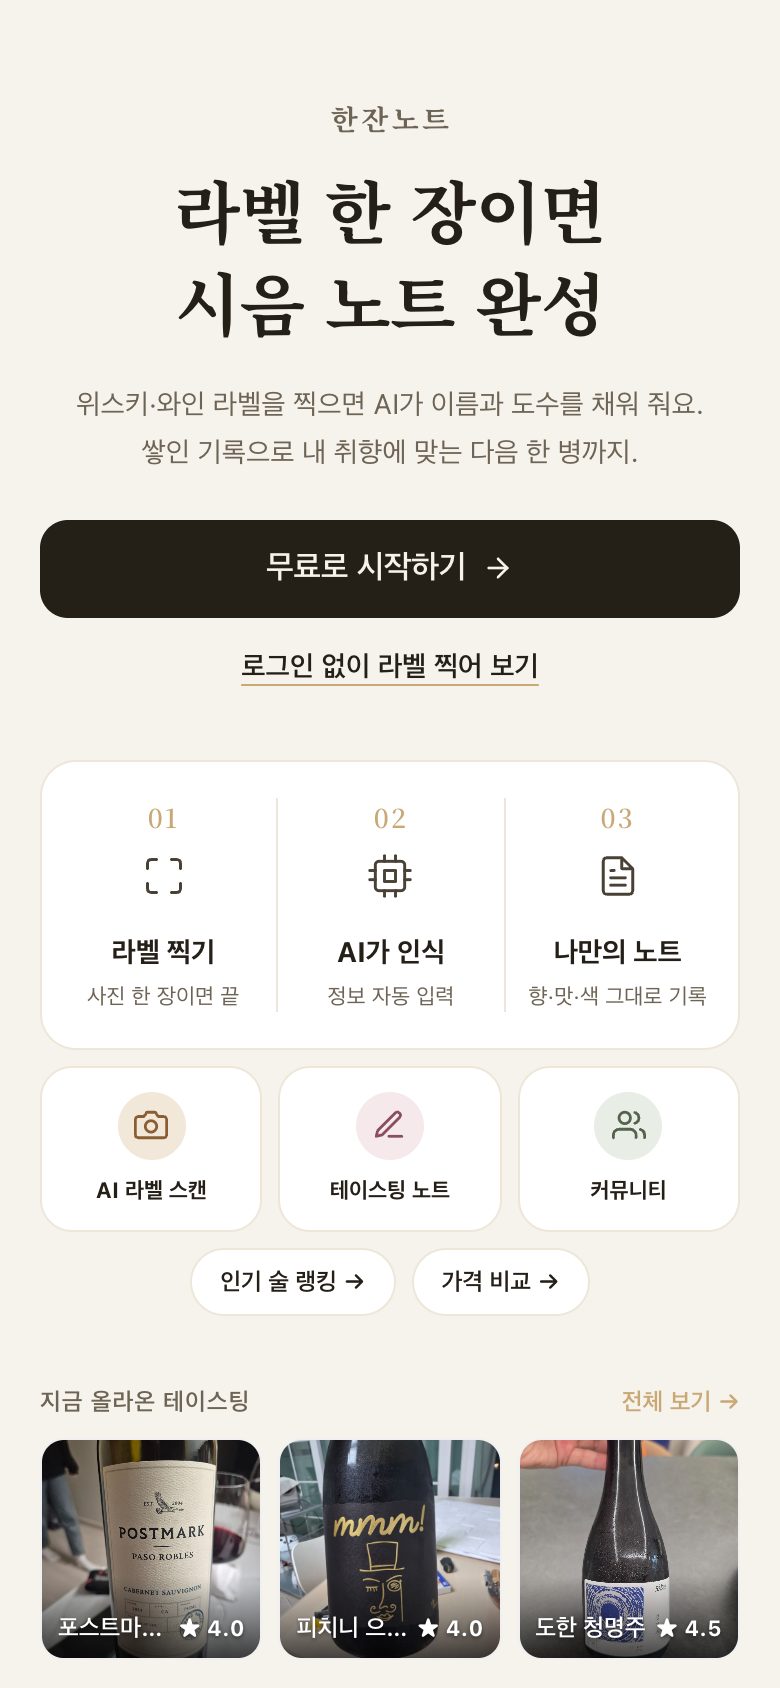 한잔노트
라벨 한 장이면
시음 노트 완성
위스키·와인 라벨을 찍으면 AI가 이름과 도수를 채워 줘요.
쌓인 기록으로 내 취향에 맞는 다음 한 병까지.
무료로 시작하기 →
로그인 없이 라벨 찍어 보기
01 02 03
라벨 찍기 AI가 인식 나만의 노트
사진 한 장이면 끝 정보 자동 입력 향·맛·색 그대로 기록
AI 라벨 스캔 테이스팅 노트 커뮤니티
인기 술 랭킹 → 가격 비교 →
지금 올라온 테이스팅 전체 보기 →
EST. 2004
POSTMARK
PASO ROBLES
CABERNET SAUVIGNON
포스트마... ★ 4.0
mmm!
피치니 으... ★ 4.0
도한 청명주 ★ 4.5